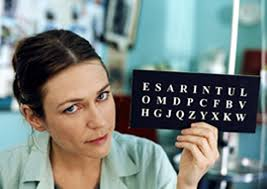 E S A R I N T U L
O M D P C F B V
H G J Q Z Y X K W